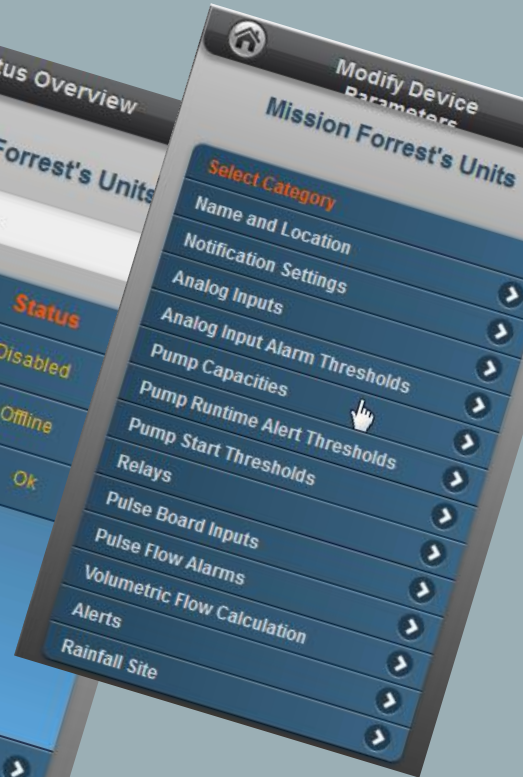 tus Overview
Forrest's Units
Status
Disabled
Offline
Ok
Modify Device
Parameters
Mission Forrest's Units
Select Category
Name and Location
Notification Settings
Analog Inputs
Analog Input Alarm Thresholds
Pump Capacities
Pump Runtime Alert Thresholds
Pump Start Thresholds
Relays
Pulse Board Inputs
Pulse Flow Alarms
Volumetric Flow Calculation
Alerts
Rainfall Site